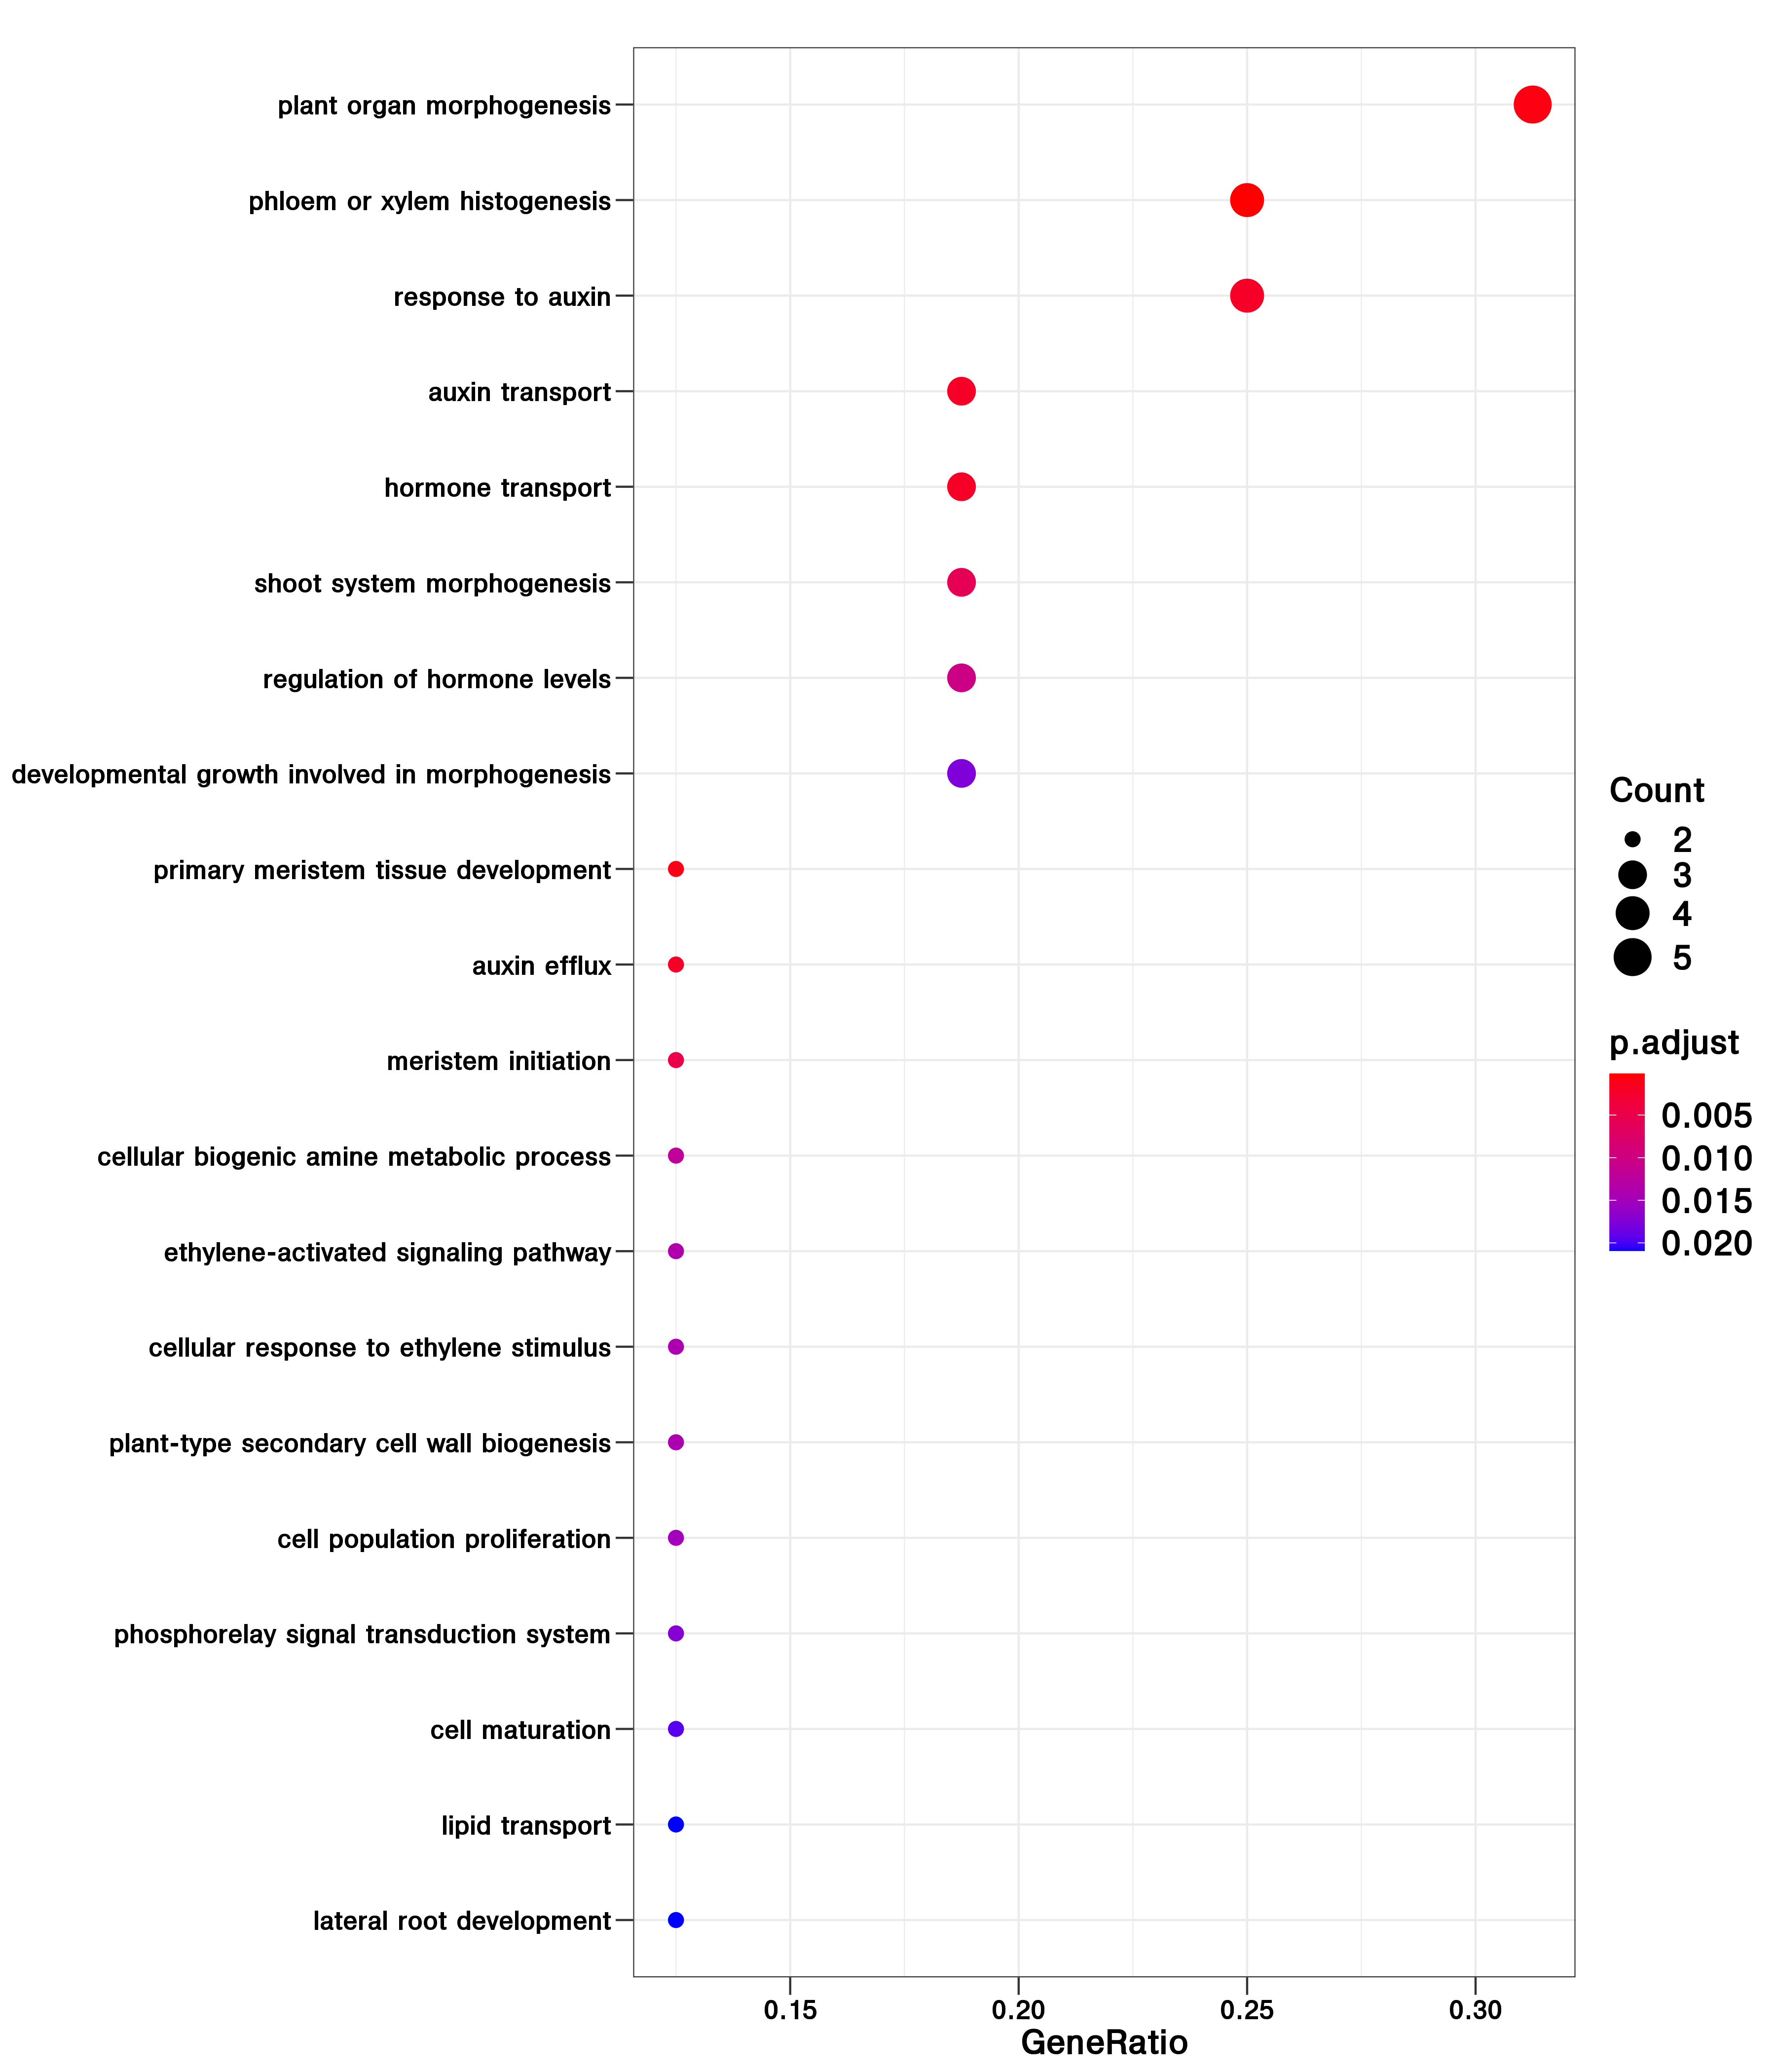 plant organ morphogenesis
phloem or xylem histogenesis
response to auxin
auxin transport
hormone transport
shoot system morphogenesis
regulation of hormone levels
developmental growth involved in morphogenesis
primary meristem tissue development
auxin efflux
meristem initiation
cellular biogenic amine metabolic process
ethylene-activated signaling pathway
cellular response to ethylene stimulus
plant-type secondary cell wall biogenesis
cell population proliferation
phosphorelay signal transduction system
cell maturation
lipid transport
lateral root development
0.15 0.20 0.25 0.30
GeneRatio
Count
2
3
4
5
p.adjust
0.005
0.010
0.015
0.020